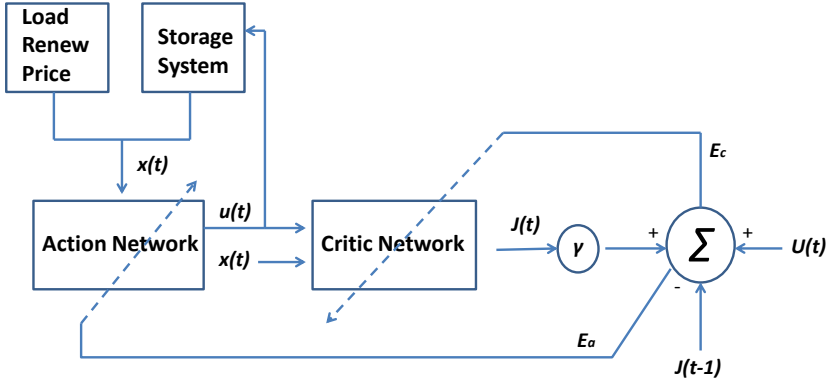 Load
Renew
Price
Storage
System
x(t)
Action Network
u(t)
x(t)
Critic Network
J(t)
γ
+
Σ
+
-
Ec
U(t)
Ea
J(t-1)